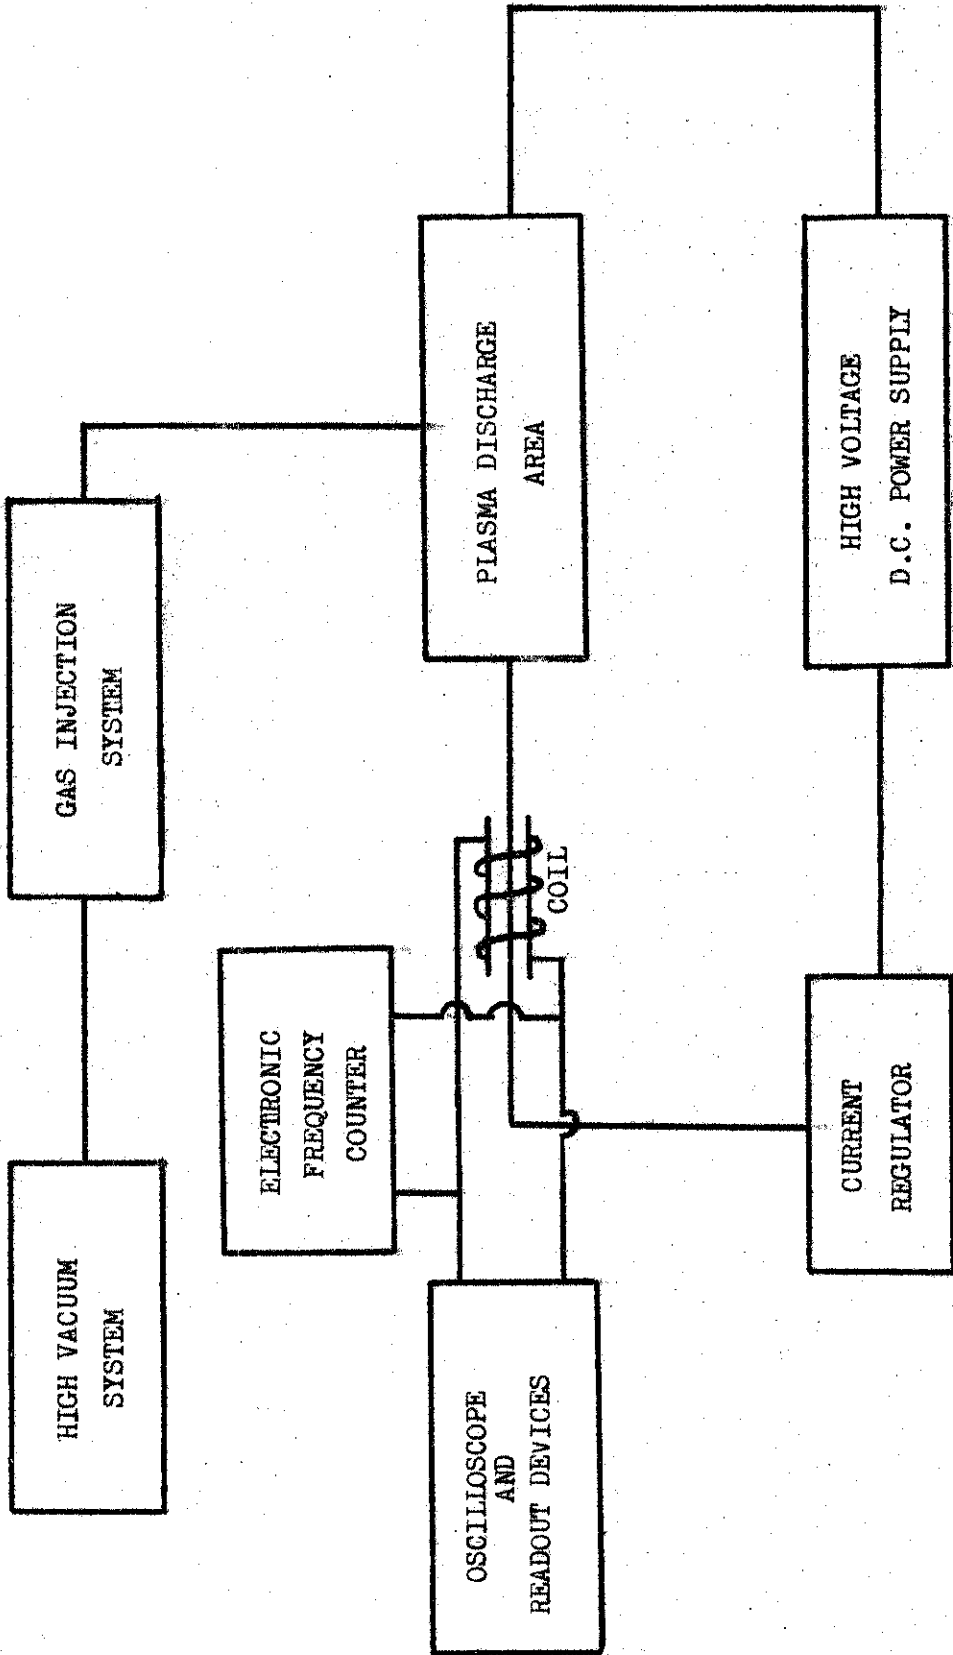 HIGH VACUUM
SYSTEM
GAS INJECTION
SYSTEM
ELECTRONIC
FREQUENCY
COUNTER
COIL
PLASMA DISCHARGE
AREA
OSCILLOSCOPE
AND
READOUT DEVICES
CURRENT
REGULATOR
HIGH VOLTAGE
D.C. POWER SUPPLY